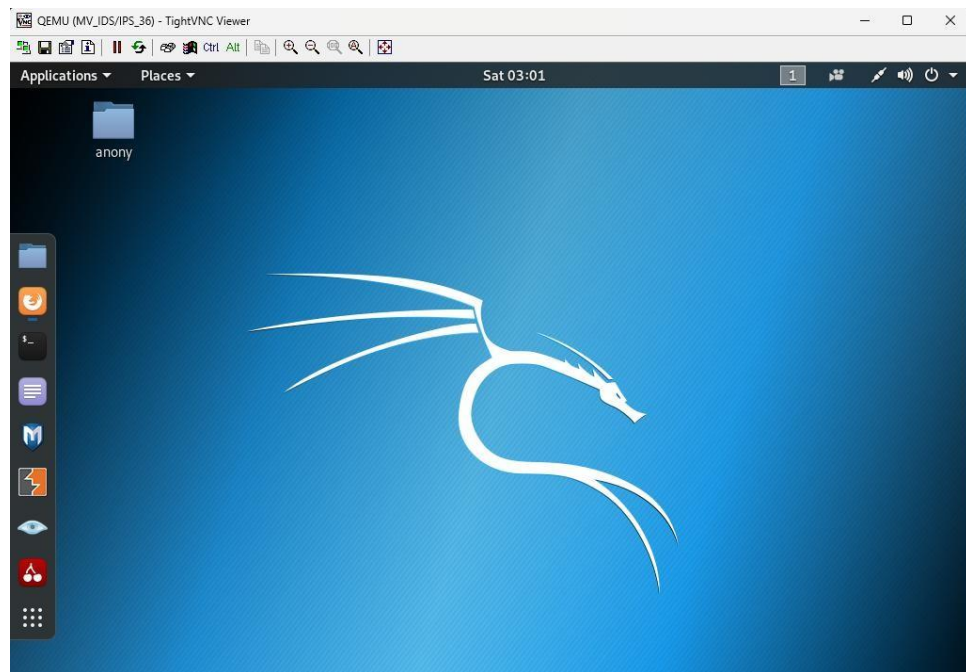 QEMU (MV_IDS/IPS_36) - TightVNC Viewer
Ctrl Alt
Applications Places Sat 03:01 1
anony
$_